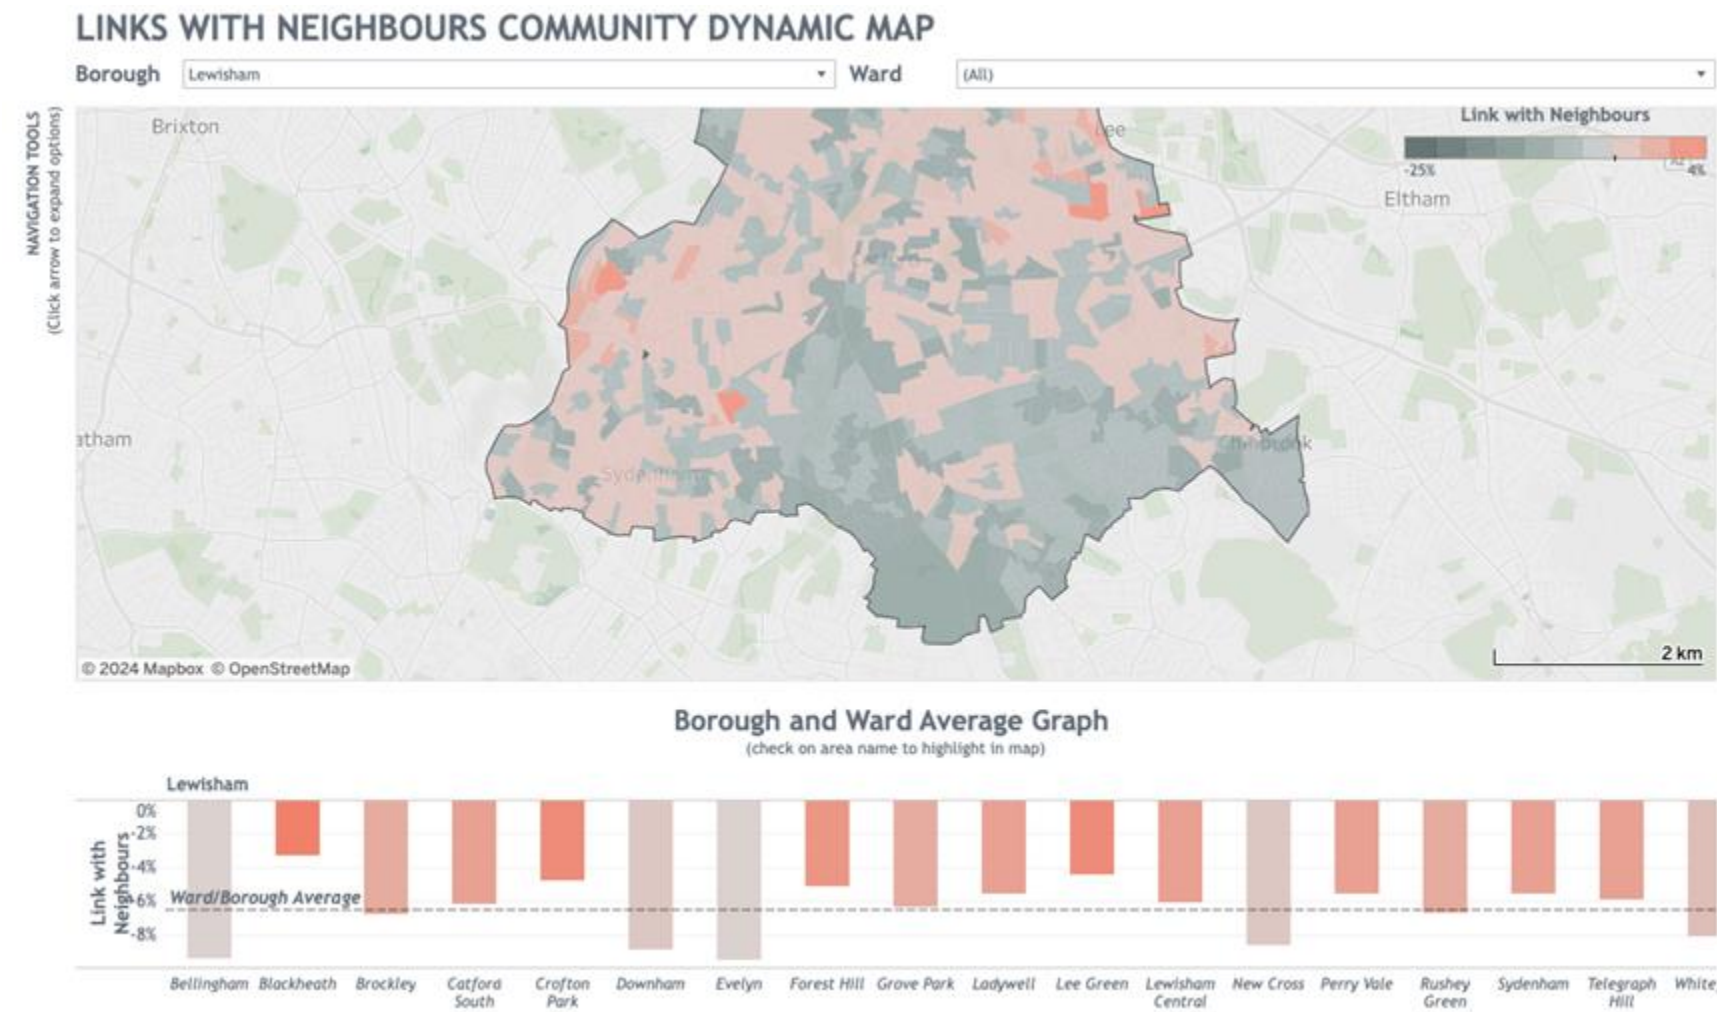 LINKS WITH NEIGHBOURS COMMUNITY DYNAMIC MAP
Borough
Lewisham
Ward
(All)
NAVIGATION TOOLS
(Click arrow to expand options)
Brixton
Lee
Link with Neighbours
-25%
4%
Eltham
atham
Sydenham
2 km
© 2024 Mapbox © OpenStreetMap
Borough and Ward Average Graph
(check on area name to highlight in map)
Lewisham
Link with
Neighbours
0%
-2%
-4%
-6%
-8%
Ward/Borough Average
Bellingham
Blackheath
Brockley
Catford
South
Crofton
Park
Downham
Evelyn
Forest Hill
Grove Park
Ladywell
Lee Green
Lewisham
Central
New Cross
Perry Vale
Rushey
Green
Sydenham
Telegraph
Hill
White